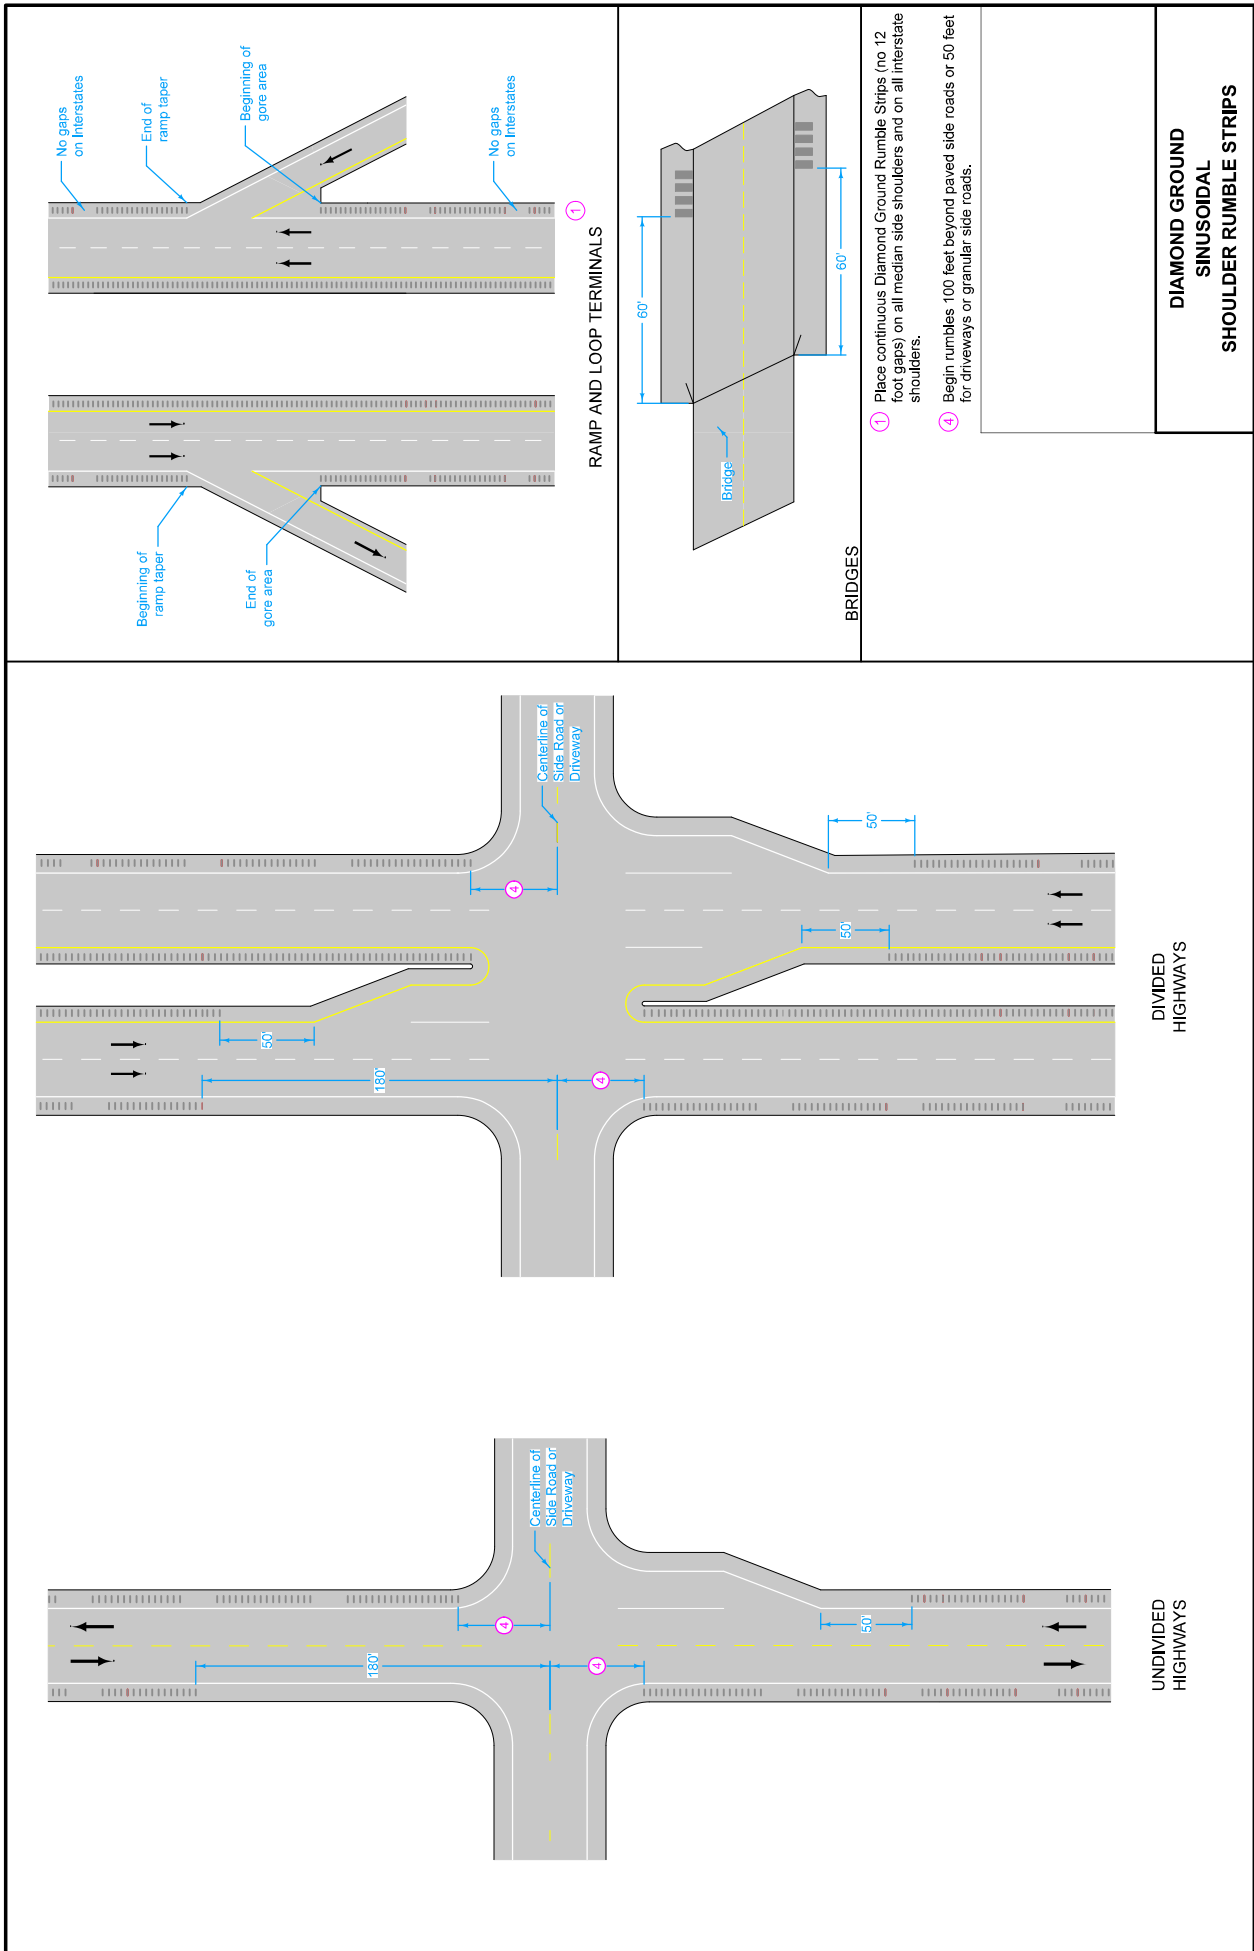 No gaps
on Interstates
End of
ramp taper
Beginning of
gore area
No gaps
on Interstates
1
Beginning of
ramp taper
End of
gore area
RAMP AND LOOP TERMINALS
60'
60'
Bridge
BRIDGES
1 Place continuous Diamond Ground Rumble Strips (no 12
foot gaps) on all median side shoulders and on all interstate
shoulders.
4 Begin rumbles 100 feet beyond paved side roads or 50 feet
for driveways or granular side roads.
DIAMOND GROUND
SINUSOIDAL
SHOULDER RUMBLE STRIPS
Centerline of
Side Road or
Driveway
4
50'
50'
50'
180'
4
DIVIDED
HIGHWAYS
Centerline of
Side Road or
Driveway
4
50'
180'
4
UNDIVIDED
HIGHWAYS